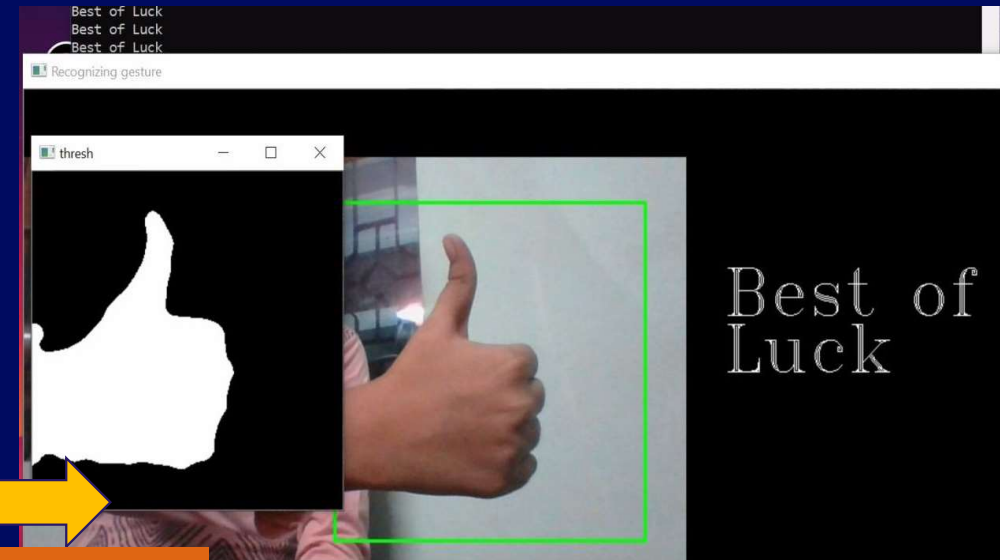 Best of Luck
Best of Luck
Best of Luck
Recognizing gesture
thresh
Best of
Luck